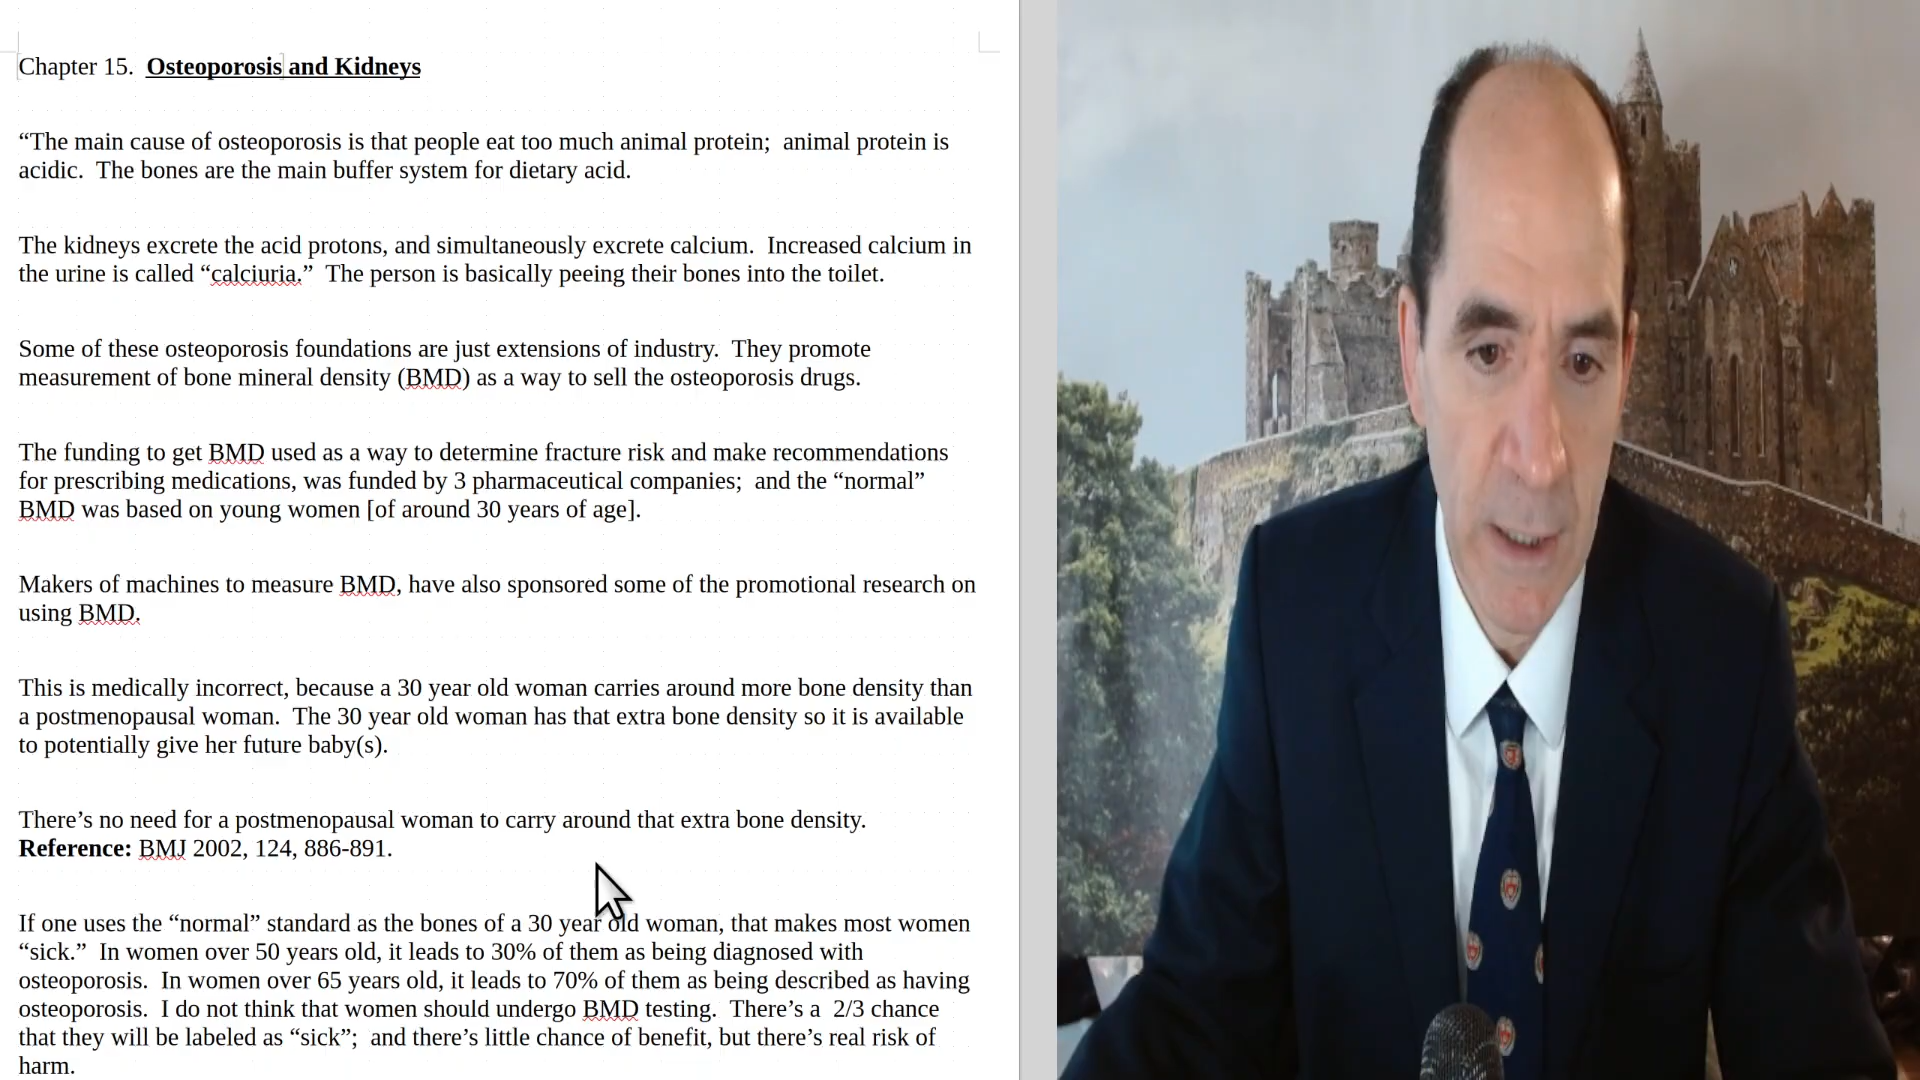 Chapter 15.  Osteoporosis and Kidneys
“The main cause of osteoporosis is that people eat too much animal protein;  animal protein is
acidic.  The bones are the main buffer system for dietary acid.
The kidneys excrete the acid protons, and simultaneously excrete calcium.  Increased calcium in
the urine is called “calciuria.”  The person is basically peeing their bones into the toilet.
Some of these osteoporosis foundations are just extensions of industry.  They promote
measurement of bone mineral density (BMD) as a way to sell the osteoporosis drugs.
The funding to get BMD used as a way to determine fracture risk and make recommendations
for prescribing medications, was funded by 3 pharmaceutical companies;  and the “normal”
BMD was based on young women [of around 30 years of age].
Makers of machines to measure BMD, have also sponsored some of the promotional research on
using BMD.
This is medically incorrect, because a 30 year old woman carries around more bone density than
a postmenopausal woman.  The 30 year old woman has that extra bone density so it is available
to potentially give her future baby(s).
There’s no need for a postmenopausal woman to carry around that extra bone density.
Reference: BMJ 2002, 124, 886-891.
If one uses the “normal” standard as the bones of a 30 year old woman, that makes most women
“sick.”  In women over 50 years old, it leads to 30% of them as being diagnosed with
osteoporosis.  In women over 65 years old, it leads to 70% of them as being described as having
osteoporosis.  I do not think that women should undergo BMD testing.  There’s a  2/3 chance
that they will be labeled as “sick”;  and there’s little chance of benefit, but there’s real risk of
harm.